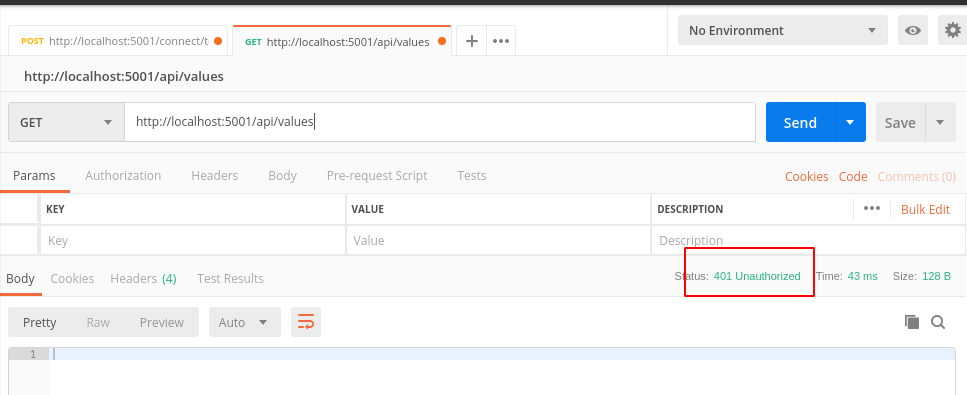 POST http://localhost:5001/connect/t GET http://localhost:5001/api/values No Environment
http://localhost:5001/api/values
GET http://localhost:5001/api/values Send Save
Params Authorization Headers Body Pre-request Script Tests Cookies Code Comments (0)
KEY VALUE DESCRIPTION Bulk Edit
Key Value Description
Body Cookies Headers (4) Test Results Status: 401 Unauthorized Time: 43 ms Size: 128 B
Pretty Raw Preview Auto
1